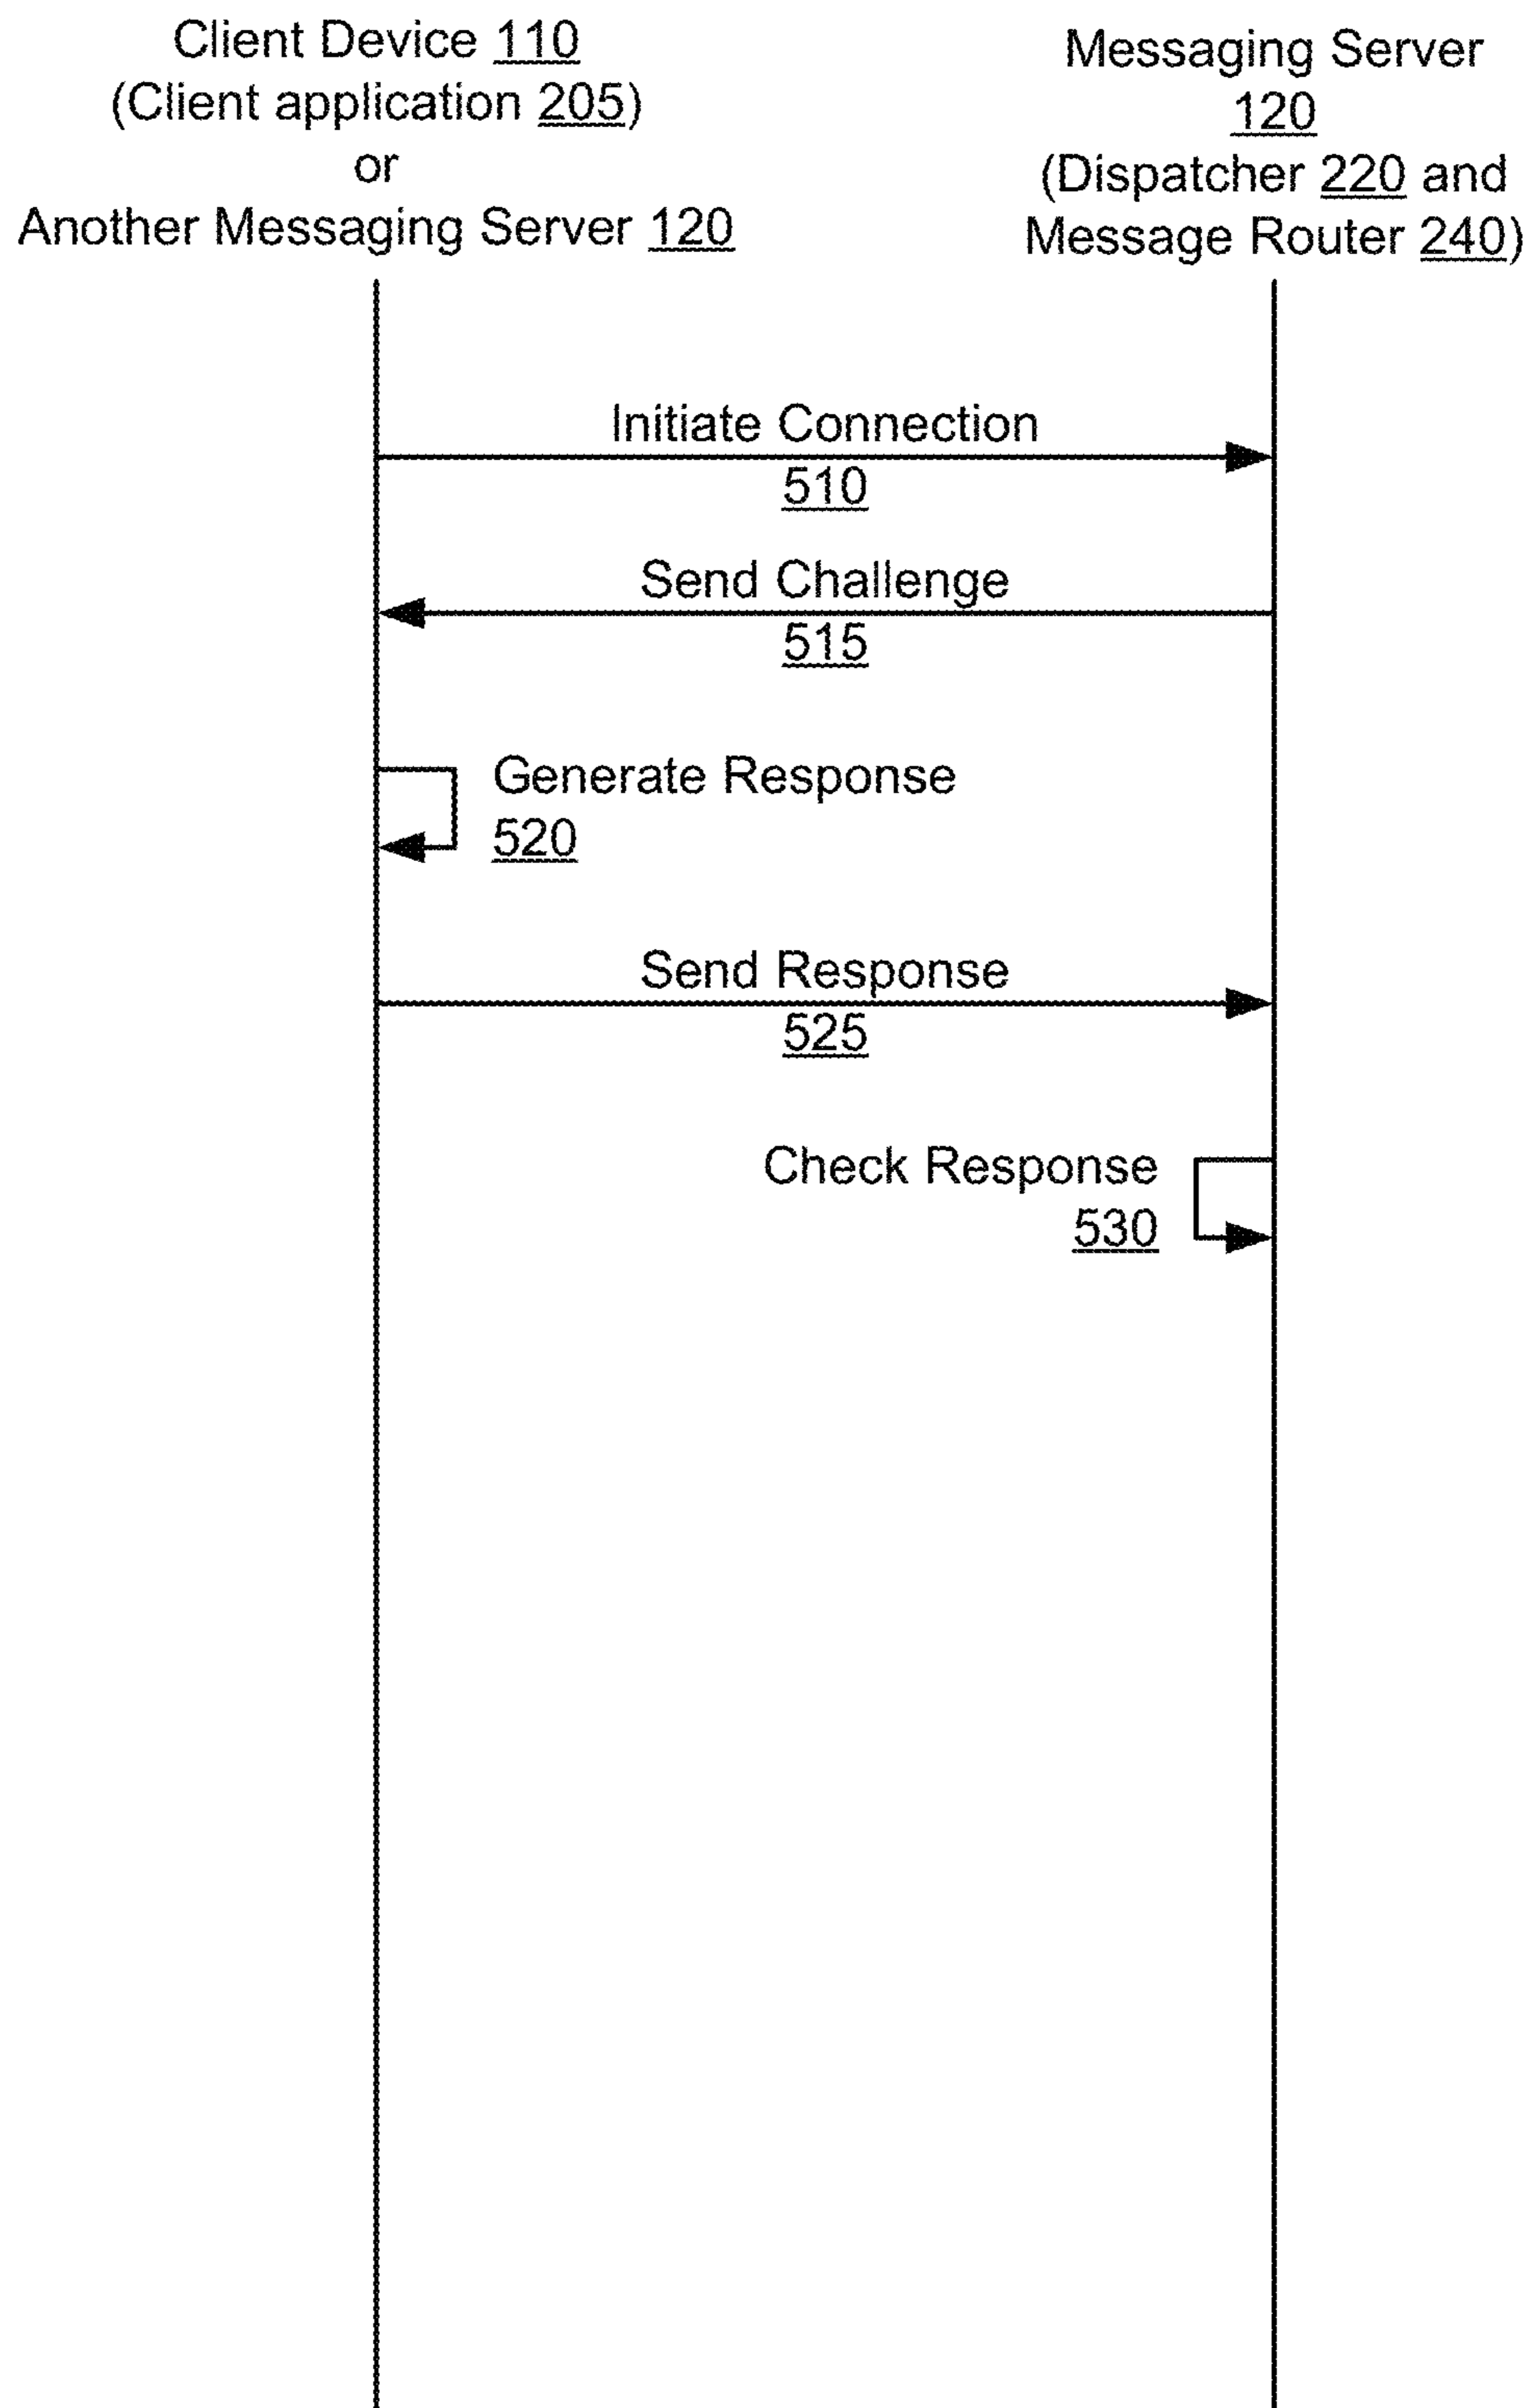 Client Device 110
(Client application 205)
or
Another Messaging Server 120
Messaging Server
120
(Dispatcher 220 and
Message Router 240)
Initiate Connection
510
Send Challenge
515
Generate Response
520
Send Response
525
Check Response
530